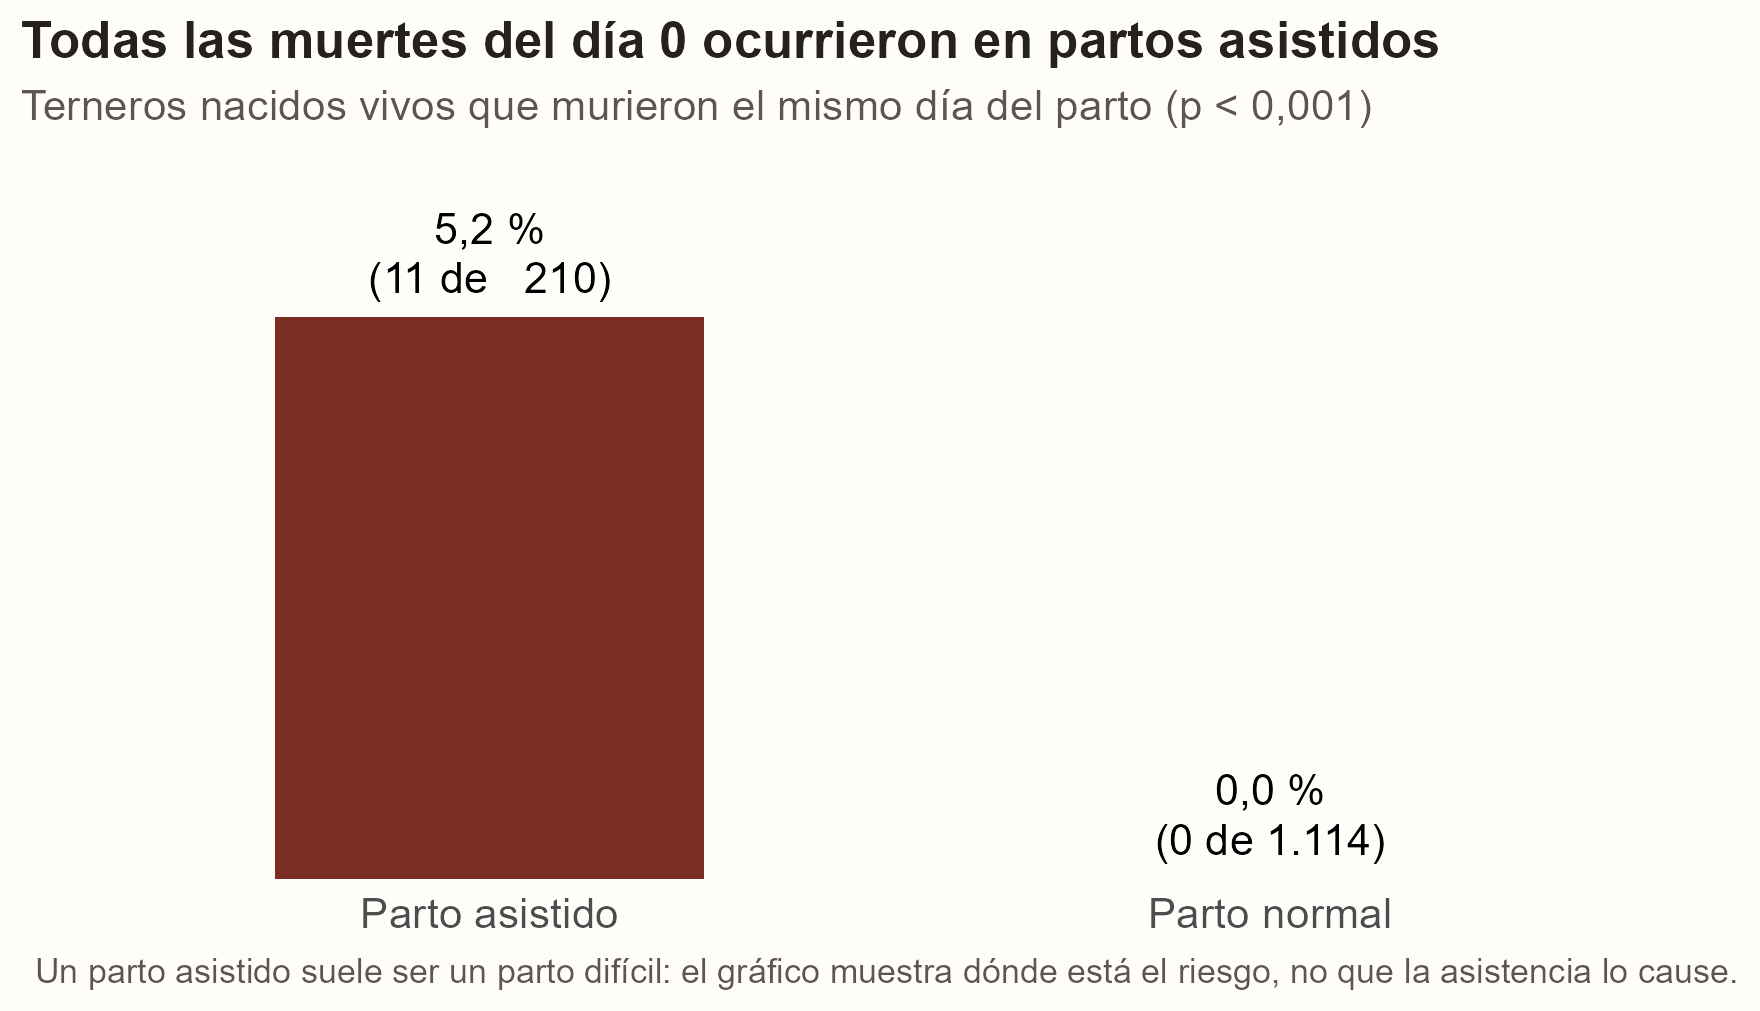 Todas las muertes del día 0 ocurrieron en partos asistidos
Terneros nacidos vivos que murieron el mismo día del parto (p < 0,001)
5,2 %
(11 de   210)
0,0 %
(0 de 1.114)
Parto asistido
Parto normal
Un parto asistido suele ser un parto difícil: el gráfico muestra dónde está el riesgo, no que la asistencia lo cause.